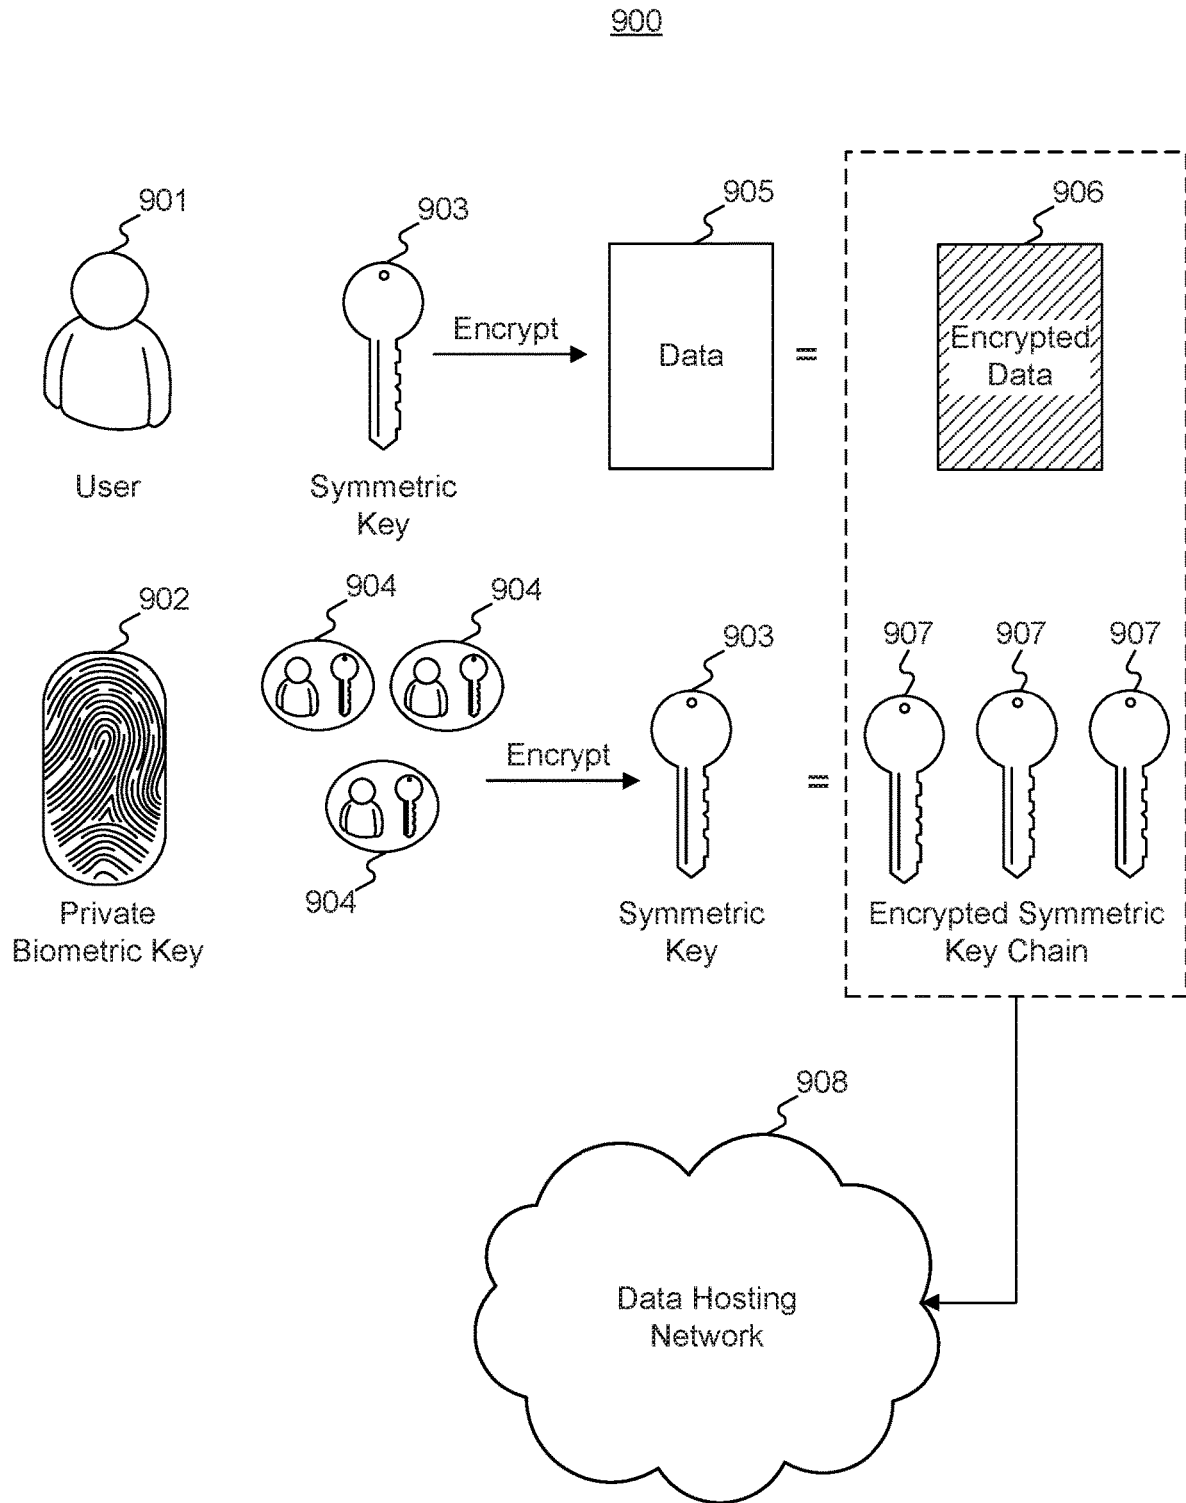 900
901
903
905
906
Encrypt
Data
=
Encrypted
Data
User
Symmetric
Key
902
904
904
903
907
907
907
Encrypt
=
904
Private
Biometric Key
Symmetric
Key
Encrypted Symmetric
Key Chain
908
Data Hosting
Network